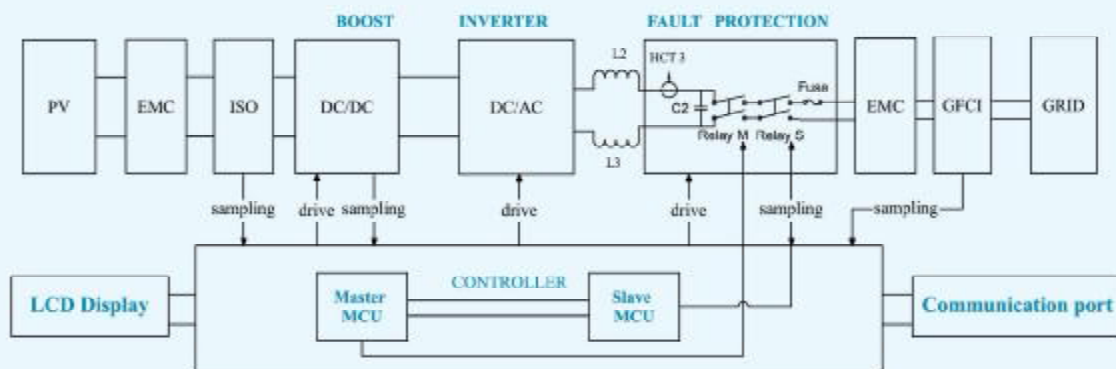 BOOST INVERTER FAULT PROTECTION
L2
HCT 3
PV
EMC
ISO
DC/DC
DC/AC
C2
Fuse
Relay M
Relay S
L3
EMC
GFCI
GRID
sampling
drive
sampling
drive
drive
sampling
sampling
LCD Display
CONTROLLER
Master
MCU
Slave
MCU
Communication port